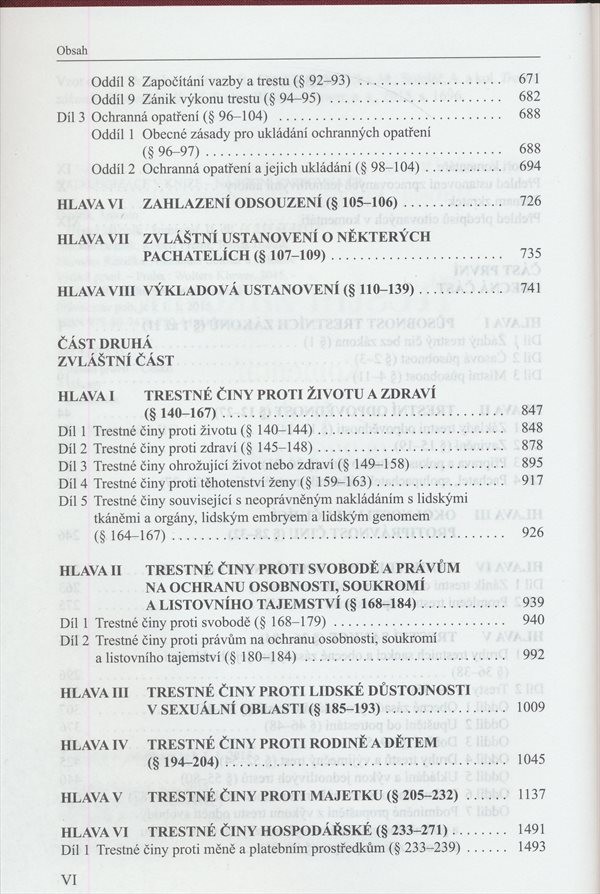 Obsah
Oddíl 8 Započítání vazby a trestu (§ 92–93) . . . . . . . . . . . . . . . . . . . . 671
Oddíl 9 Zánik výkonu trestu (§ 94–95) . . . . . . . . . . . . . . . . . . . . . . . . 682
Díl 3 Ochranná opatření (§ 96–104) . . . . . . . . . . . . . . . . . . . . . . . . . . . . . . . . 688
Oddíl 1 Obecné zásady pro ukládání ochranných opatření
(§ 96–97) . . . . . . . . . . . . . . . . . . . . . . . . . . . . . . . . . . . . . . . . . . 688
Oddíl 2 Ochranná opatření a jejich ukládání (§ 98–104) . . . . . . . . . . . 694
HLAVA VI ZAHLAZENÍ ODSOUZENÍ (§ 105–106) . . . . . . . . . . . . . . 726
HLAVA VII ZVLÁŠTNÍ USTANOVENÍ O NĚKTERÝCH
PACHATELÍCH (§ 107–109) . . . . . . . . . . . . . . . . . . . . . . . . 735
HLAVA VIII VÝKLADOVÁ USTANOVENÍ (§ 110–139) . . . . . . . . . . . . 741
ČÁST DRUHÁ
ZVLÁŠTNÍ ČÁST
HLAVA I TRESTNÉ ČINY PROTI ŽIVOTU A ZDRAVÍ
(§ 140–167) . . . . . . . . . . . . . . . . . . . . . . . . . . . . . . . . . . . . . . . 847
Díl 1 Trestné činy proti životu (§ 140–144) . . . . . . . . . . . . . . . . . . . . . . . . . . 848
Díl 2 Trestné činy proti zdraví (§ 145–148) . . . . . . . . . . . . . . . . . . . . . . . . . . 878
Díl 3 Trestné činy ohrožující život nebo zdraví (§ 149–158) . . . . . . . . . . . . . 895
Díl 4 Trestné činy proti těhotenství ženy (§ 159–163) . . . . . . . . . . . . . . . . . . 917
Díl 5 Trestné činy související s neoprávněným nakládáním s lidskými
tkáněmi a orgány, lidským embryem a lidským genomem
(§ 164–167) . . . . . . . . . . . . . . . . . . . . . . . . . . . . . . . . . . . . . . . . . . . . . . 926
HLAVA II TRESTNÉ ČINY PROTI SVOBODĚ A PRÁVŮM
NA OCHRANU OSOBNOSTI, SOUKROMÍ
A LISTOVNÍHO TAJEMSTVÍ (§ 168–184) . . . . . . . . . . . . 939
Díl 1 Trestné činy proti svobodě (§ 168–179) . . . . . . . . . . . . . . . . . . . . . . . . 940
Díl 2 Trestné činy proti právům na ochranu osobnosti, soukromí
a listovního tajemství (§ 180–184) . . . . . . . . . . . . . . . . . . . . . . . . . . . . 992
HLAVA III TRESTNÉ ČINY PROTI LIDSKÉ DŮSTOJNOSTI
V SEXUÁLNÍ OBLASTI (§ 185–193) . . . . . . . . . . . . . . . . . 1009
HLAVA IV TRESTNÉ ČINY PROTI RODINĚ A DĚTEM
(§ 194–204) . . . . . . . . . . . . . . . . . . . . . . . . . . . . . . . . . . . . . . . 1045
HLAVA V TRESTNÉ ČINY PROTI MAJETKU (§ 205–232) . . . . . . 1137
HLAVA VI TRESTNÉ ČINY HOSPODÁŘSKÉ (§ 233–271) . . . . . . . . 1491
Díl 1 Trestné činy proti měně a platebním prostředkům (§ 233–239) . . . . . . 1493
VI